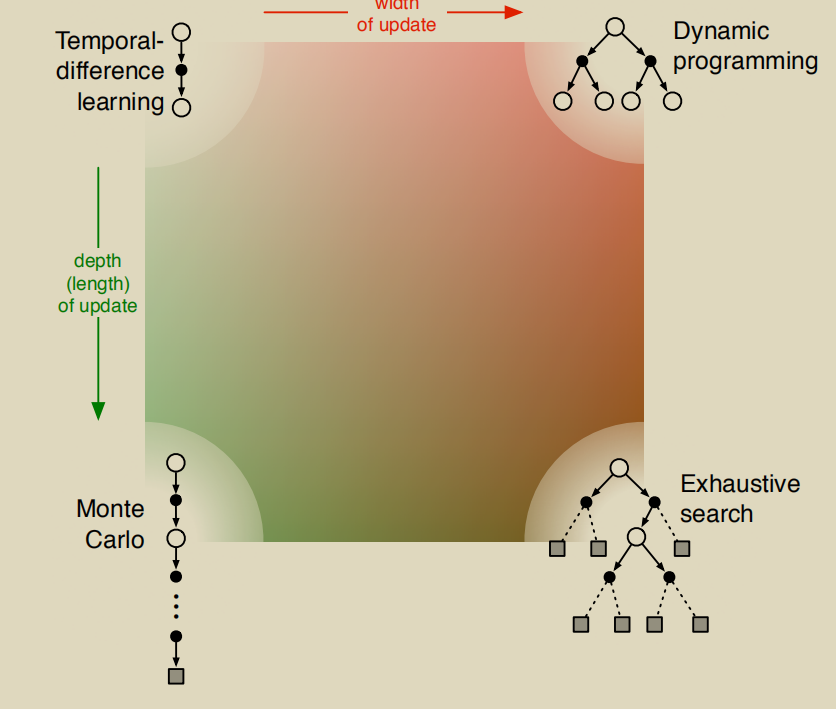 width
of update
Temporal-
difference
learning
Dynamic
programming
depth
(length)
of update
Monte
Carlo
Exhaustive
search